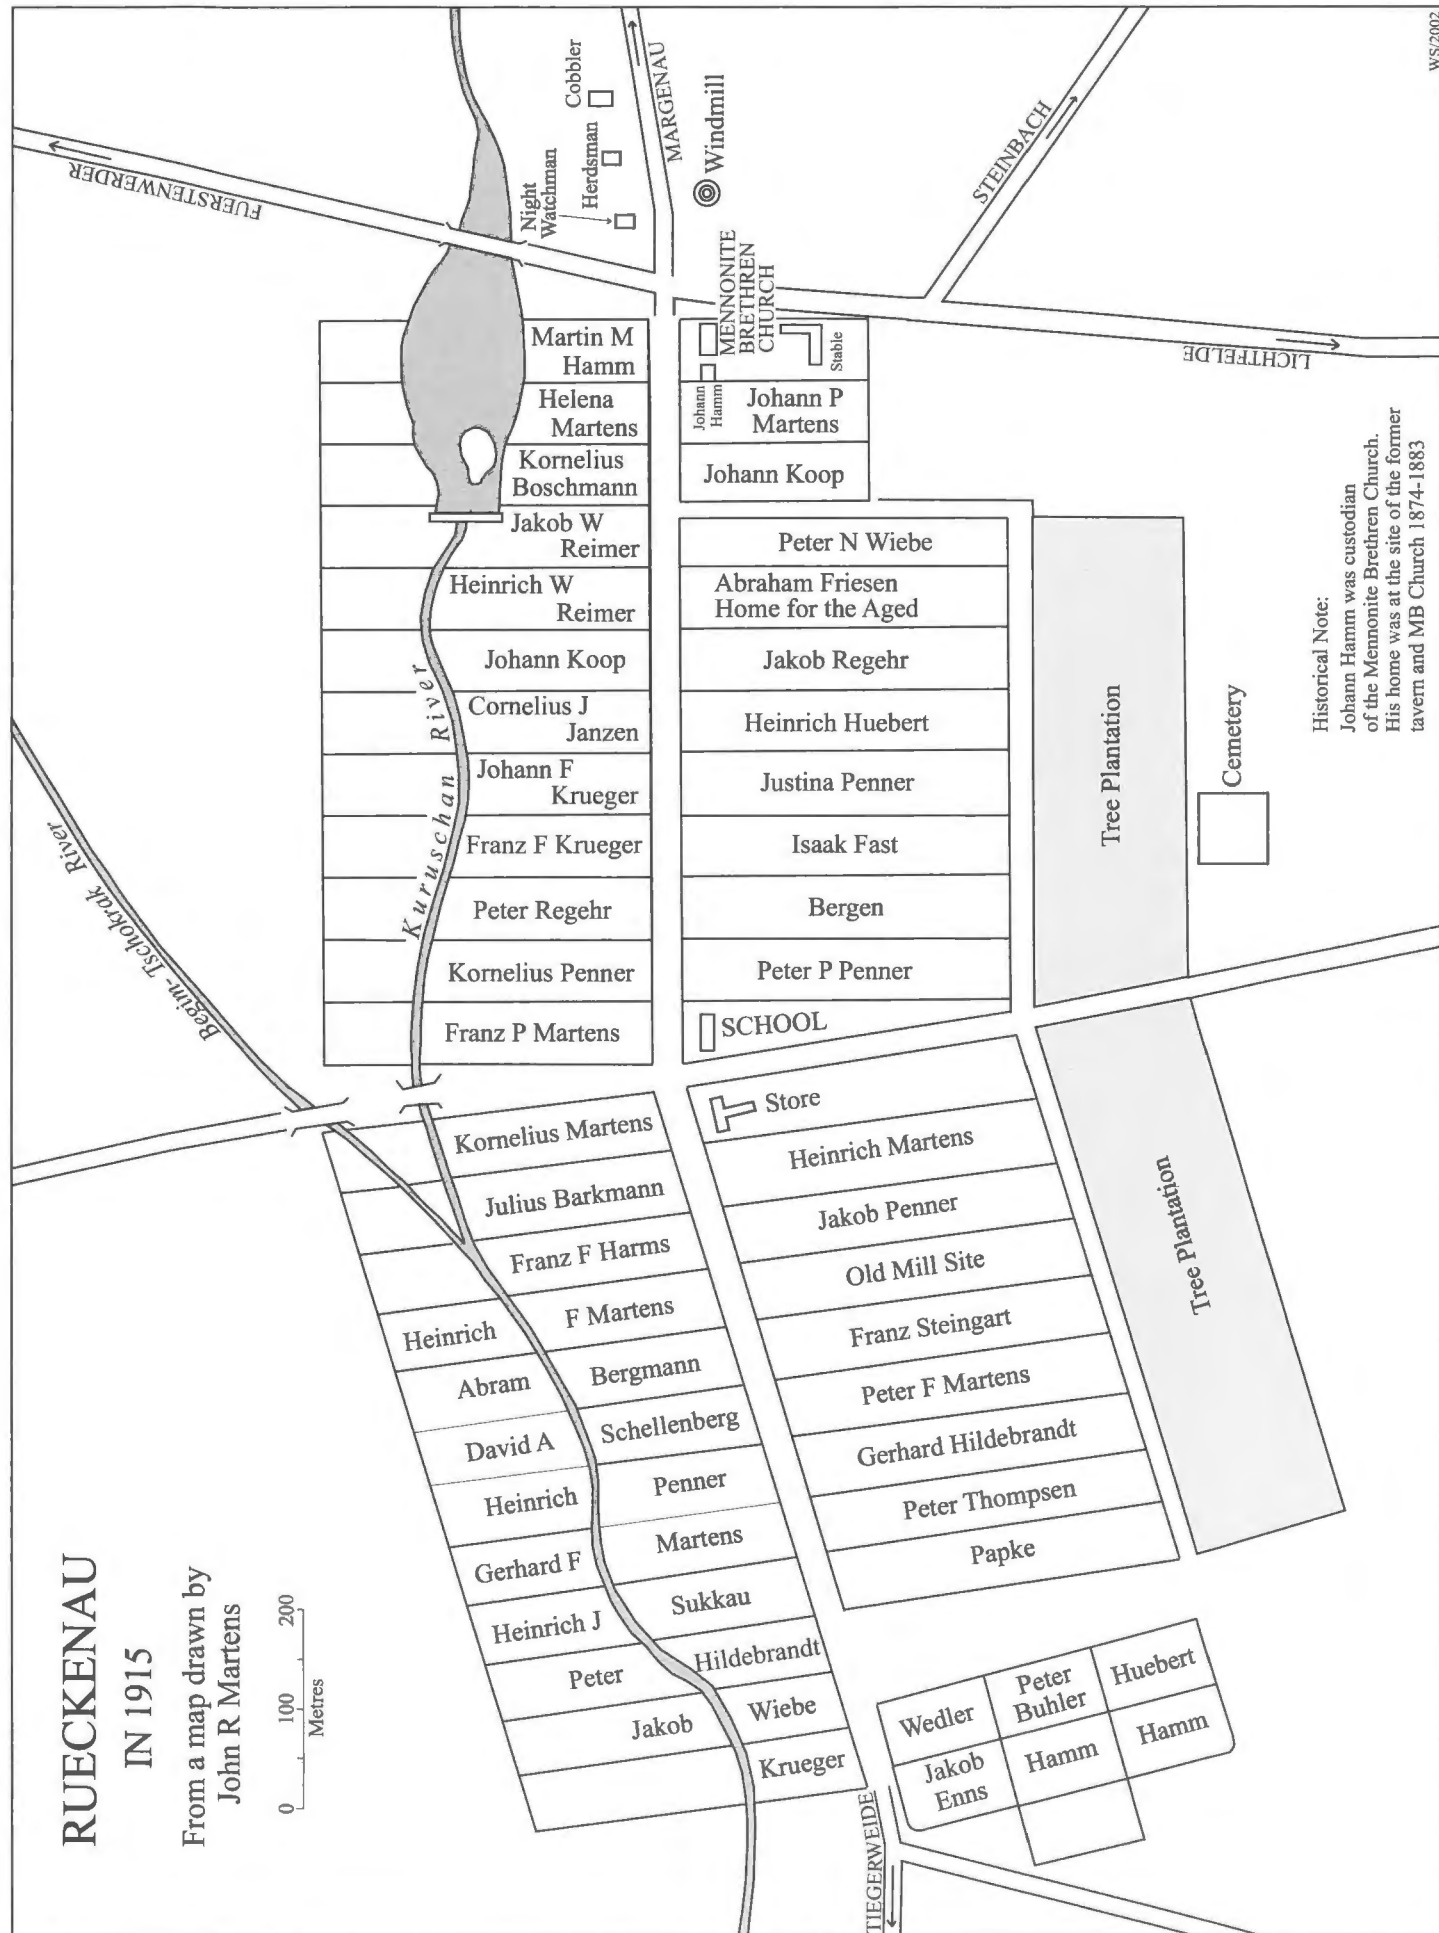 RUECKENAU
IN 1915
From a map drawn by
John R Martens
0 100 200
Metres
FUERSTENWERDER
Night
Watchman
Herdsman
Cobbler
MARGENAU
Windmill
STEINBACH
LICHTFELDE
MENNONITE
BRETHREN
CHURCH
Stable
Johann
Hamm
Begim-Tschokrak River
Kuruschan River
Martin M
Hamm
Helena
Martens
Kornelius
Boschmann
Jakob W
Reimer
Heinrich W
Reimer
Johann Koop
Cornelius J
Janzen
Johann F
Krueger
Franz F Krueger
Peter Regehr
Kornelius Penner
Franz P Martens
Johann P
Martens
Johann Koop
Peter N Wiebe
Abraham Friesen
Home for the Aged
Jakob Regehr
Heinrich Huebert
Justina Penner
Isaak Fast
Bergen
Peter P Penner
SCHOOL
Tree Plantation
Cemetery
Kornelius Martens
Julius Barkmann
Franz F Harms
Heinrich F Martens
Abram Bergmann
David A Schellenberg
Heinrich Penner
Gerhard F Martens
Heinrich J Sukkau
Peter Hildebrandt
Jakob Wiebe
Krueger
Store
Heinrich Martens
Jakob Penner
Old Mill Site
Franz Steingart
Peter F Martens
Gerhard Hildebrandt
Peter Thompsen
Papke
Tree Plantation
Wedler
Peter
Buhler
Huebert
Jakob
Enns
Hamm
Hamm
TIEGERWEIDE
Historical Note:
Johann Hamm was custodian
of the Mennonite Brethren Church.
His home was at the site of the former
tavern and MB Church 1874-1883
WS/2002